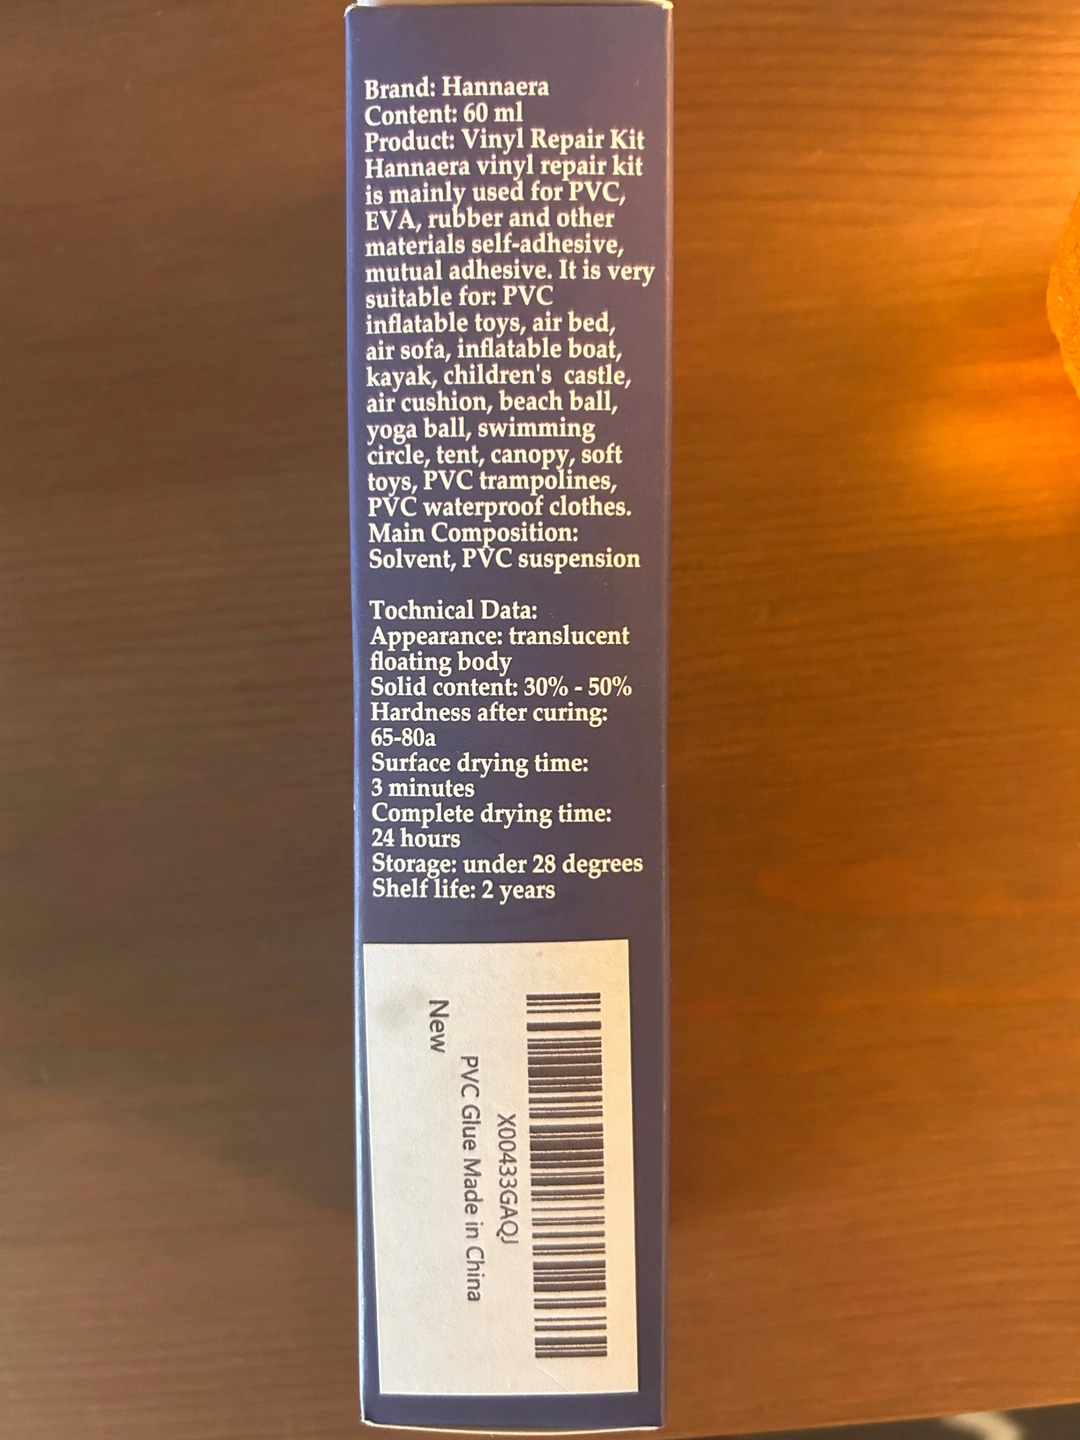 Brand: Hannaera
Content: 60 ml
Product: Vinyl Repair Kit
Hannaera vinyl repair kit
is mainly used for PVC,
EVA, rubber and other
materials self-adhesive,
mutual adhesive. It is very
suitable for: PVC
inflatable toys, air bed,
air sofa, inflatable boat,
kayak, children's castle,
air cushion, beach ball,
yoga ball, swimming
circle, tent, canopy, soft
toys, PVC trampolines,
PVC waterproof clothes.
Main Composition:
Solvent, PVC suspension
Tochnical Data:
Appearance: translucent
floating body
Solid content: 30% - 50%
Hardness after curing:
65-80a
Surface drying time:
3 minutes
Complete drying time:
24 hours
Storage: under 28 degrees
Shelf life: 2 years
X00433GAQJ
PVC Glue Made in China
New